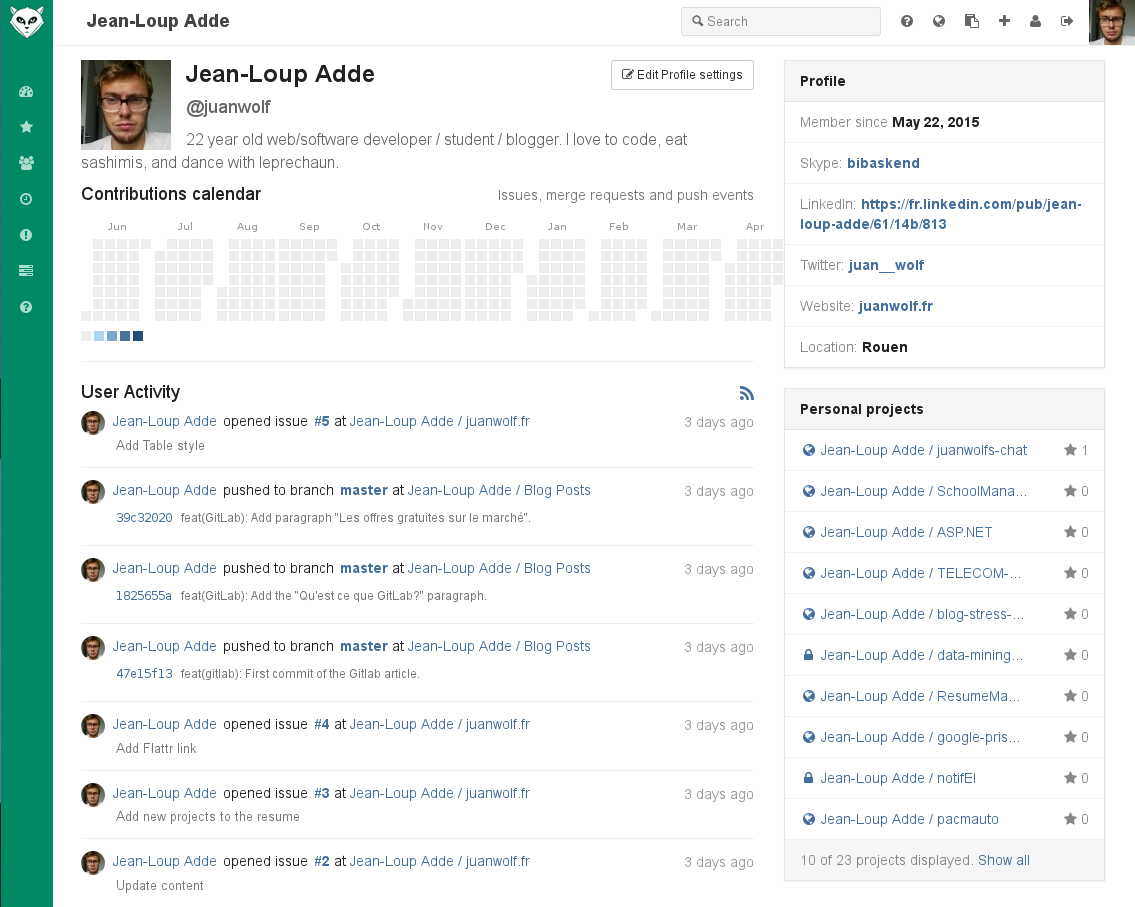 Jean-Loup Adde
Search
Jean-Loup Adde
Edit Profile settings
@juanwolf
22 year old web/software developer / student / blogger. I love to code, eat
sashimis, and dance with leprechaun.
Contributions calendar
Issues, merge requests and push events
Jun Jul Aug Sep Oct Nov Dec Jan Feb Mar Apr
User Activity
Jean-Loup Adde opened issue #5 at Jean-Loup Adde / juanwolf.fr
3 days ago
Add Table style
Jean-Loup Adde pushed to branch master at Jean-Loup Adde / Blog Posts
3 days ago
39c32020 feat(GitLab): Add paragraph "Les offres gratuites sur le marché".
Jean-Loup Adde pushed to branch master at Jean-Loup Adde / Blog Posts
3 days ago
1825655a feat(GitLab): Add the "Qu'est ce que GitLab?" paragraph.
Jean-Loup Adde pushed to branch master at Jean-Loup Adde / Blog Posts
3 days ago
47e15f13 feat(gitlab): First commit of the Gitlab article.
Jean-Loup Adde opened issue #4 at Jean-Loup Adde / juanwolf.fr
3 days ago
Add Flattr link
Jean-Loup Adde opened issue #3 at Jean-Loup Adde / juanwolf.fr
3 days ago
Add new projects to the resume
Jean-Loup Adde opened issue #2 at Jean-Loup Adde / juanwolf.fr
3 days ago
Update content
Profile
Member since May 22, 2015
Skype: bibaskend
LinkedIn: https://fr.linkedin.com/pub/jean-
loup-adde/61/14b/813
Twitter: juan__wolf
Website: juanwolf.fr
Location: Rouen
Personal projects
Jean-Loup Adde / juanwolfs-chat 1
Jean-Loup Adde / SchoolMana... 0
Jean-Loup Adde / ASP.NET 0
Jean-Loup Adde / TELECOM-... 0
Jean-Loup Adde / blog-stress-... 0
Jean-Loup Adde / data-mining... 0
Jean-Loup Adde / ResumeMa... 0
Jean-Loup Adde / google-pris... 0
Jean-Loup Adde / notifEI 0
Jean-Loup Adde / pacmauto 0
10 of 23 projects displayed. Show all